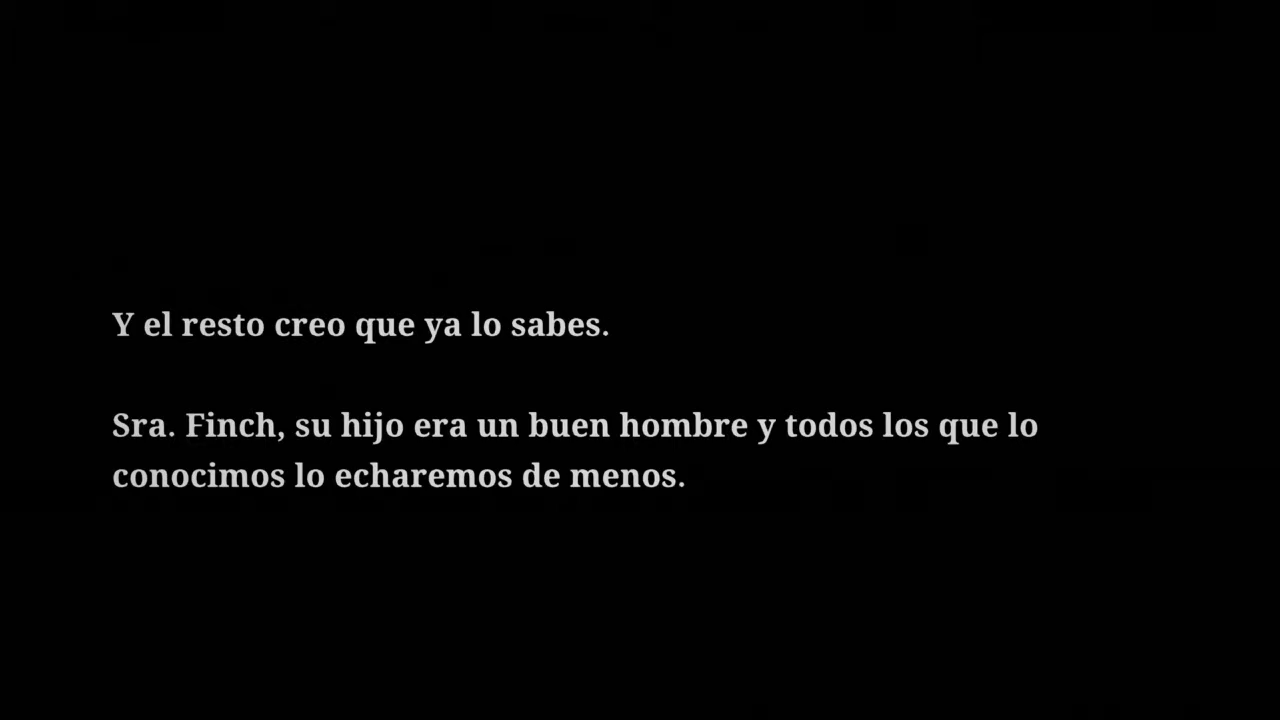 Y el resto creo que ya lo sabes.
Sra. Finch, su hijo era un buen hombre y todos los que lo
conocimos lo echaremos de menos.